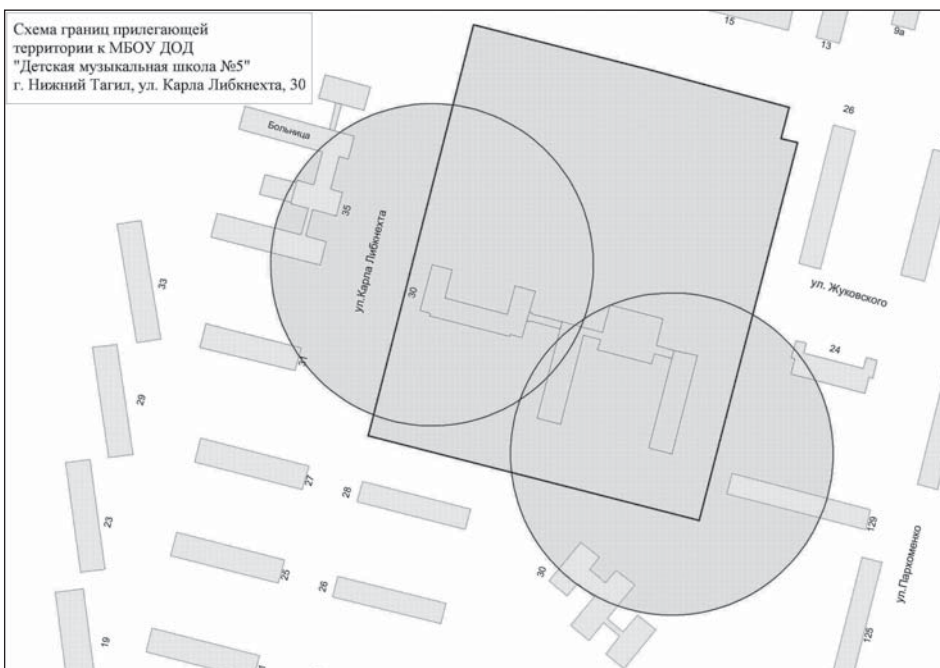 Схема границ прилегающей
территории к МБОУ ДОД
"Детская музыкальная школа №5"
г. Нижний Тагил, ул. Карла Либкнехта, 30
15
13
9а
26
Больница
35
ул.Карла Либкнехта
30
33
ул. Жуковского
31
24
29
27
28
129
23
25
26
30
ул.Пархоменко
19
125